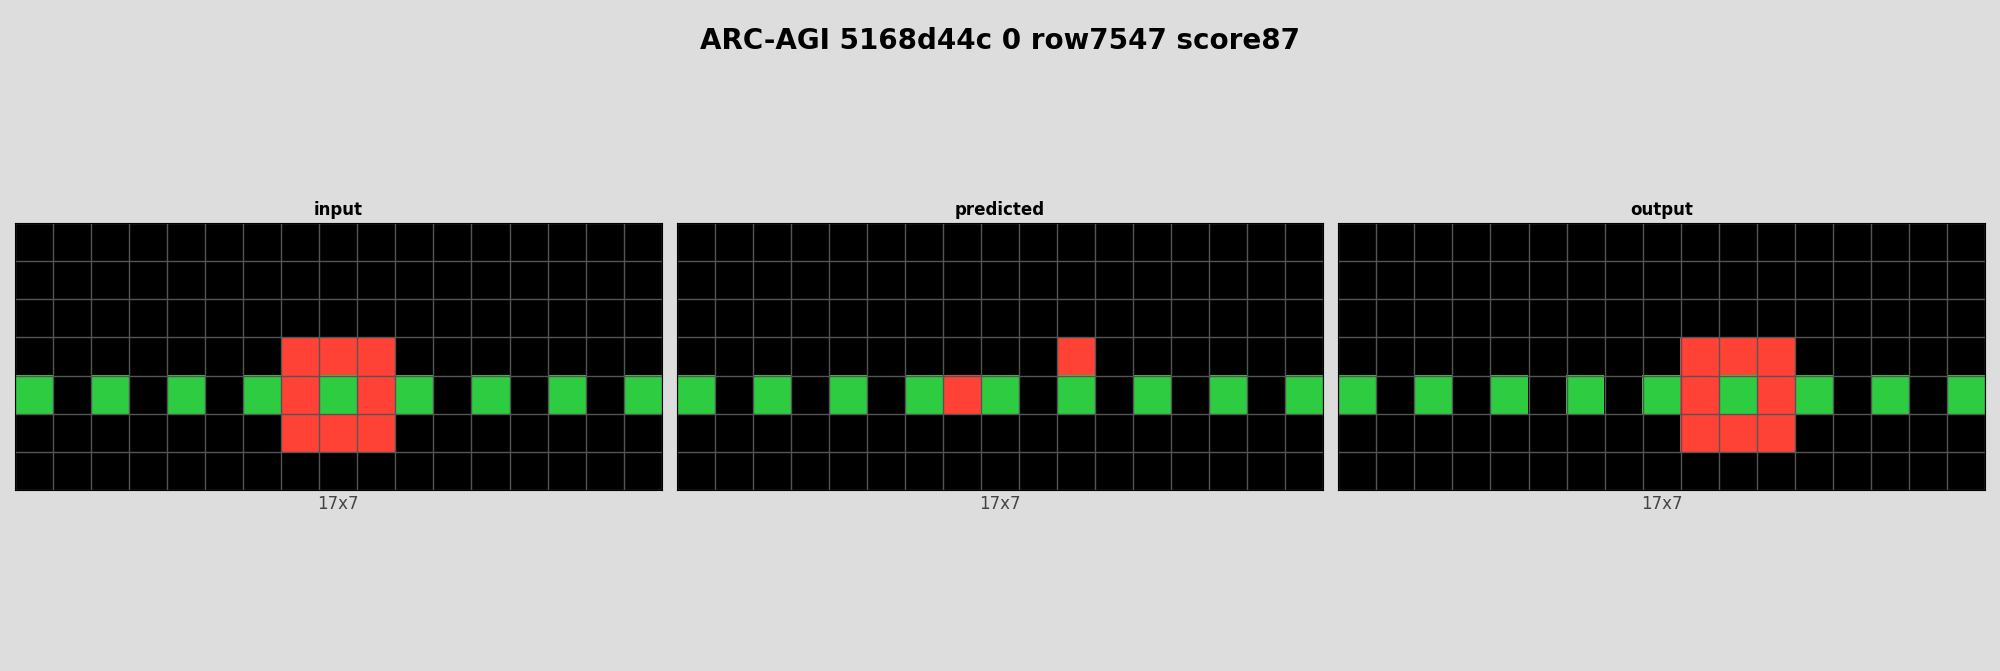 ARC-AGI 5168d44c 0 row7547 score87
input
predicted
output
17x7
17x7
17x7